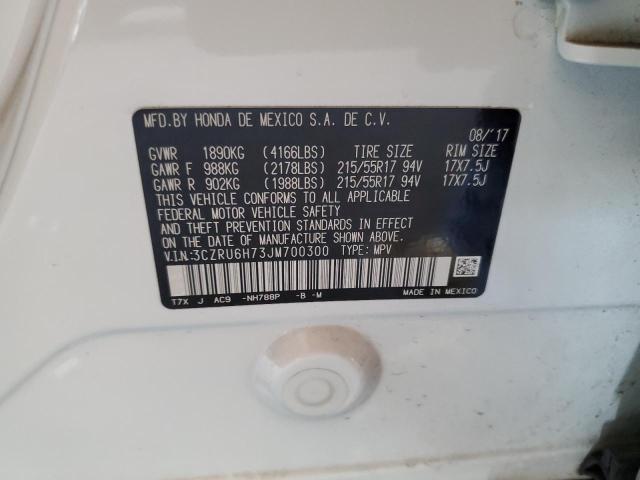 MFD.BY HONDA DE MEXICO S.A. DE C.V.
08/'17
GVWR 1890KG (4166LBS) TIRE SIZE RIM SIZE
GAWR F 988KG (2178LBS) 215/55R17 94V 17X7.5J
GAWR R 902KG (1988LBS) 215/55R17 94V 17X7.5J
THIS VEHICLE CONFORMS TO ALL APPLICABLE
FEDERAL MOTOR VEHICLE SAFETY
AND THEFT PREVENTION STANDARDS IN EFFECT
ON THE DATE OF MANUFACTURE SHOWN ABOVE.
V.I.N.:3CZRU6H73JM700300 TYPE: MPV
T7X J AC9 -NH788P -B -M MADE IN MEXICO